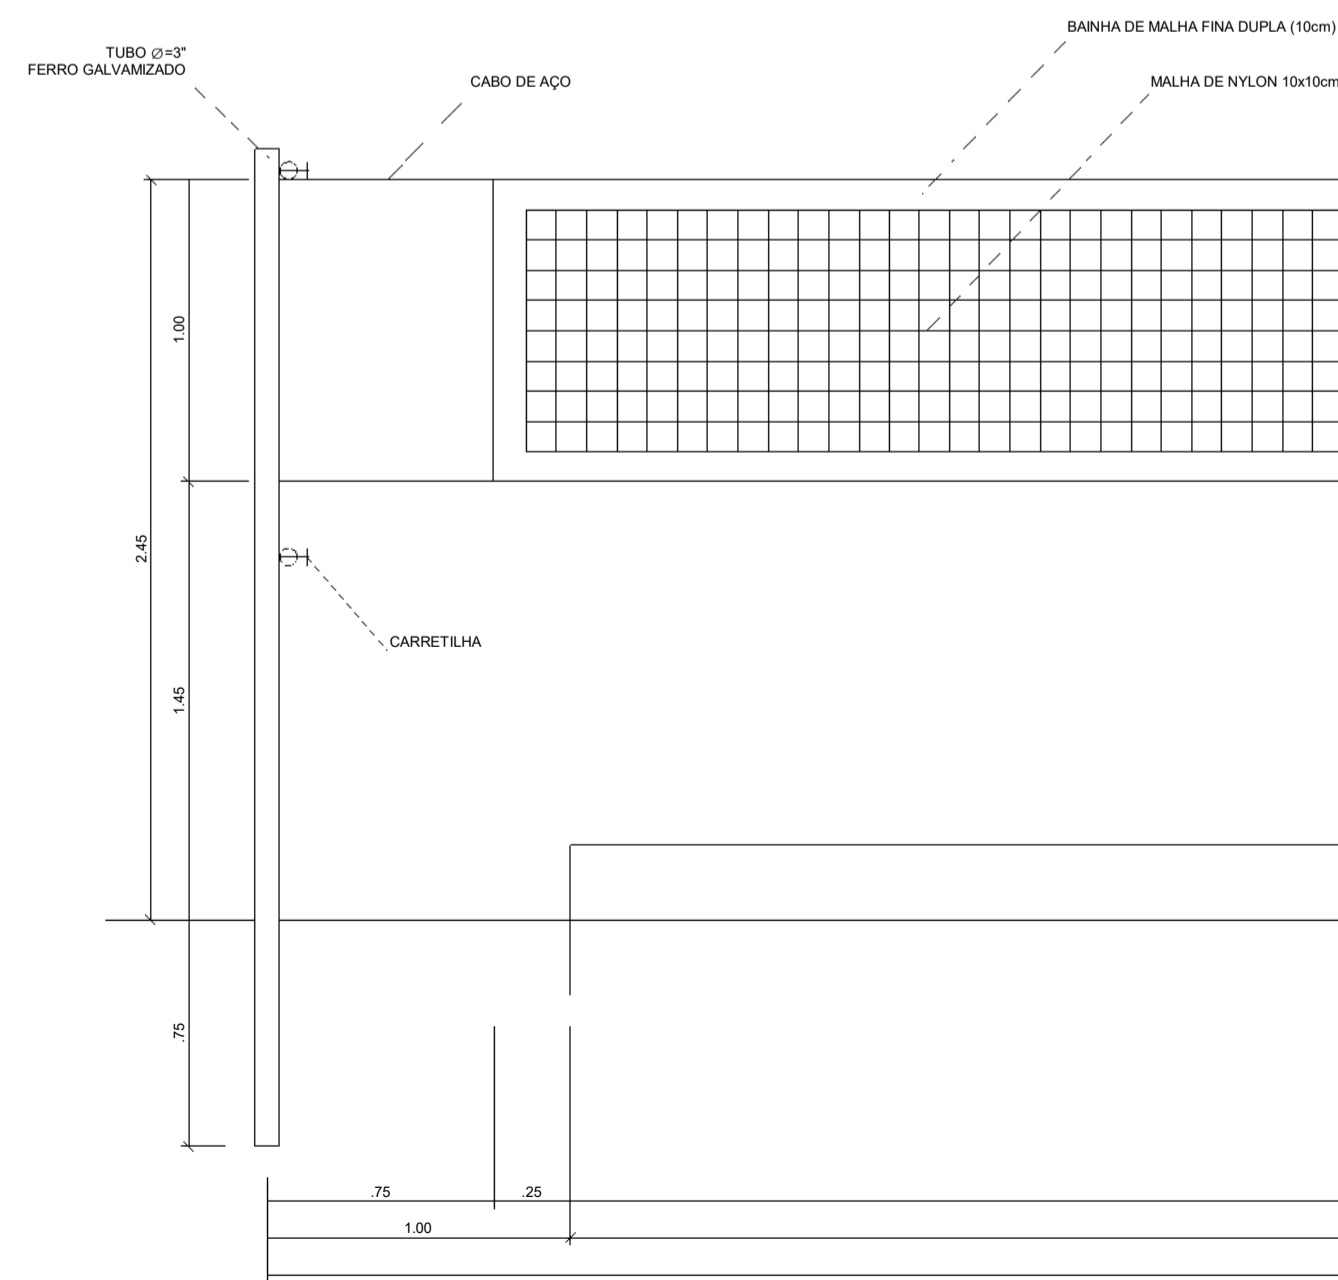 BAINHA DE MALHA FINA DUPLA (10cm)
TUBO Ø=3"
FERRO GALVAMIZADO
CABO DE AÇO
MALHA DE NYLON 10x10cm
1.00
2.45
CARRETILHA
1.45
.75
.75
.25
1.00